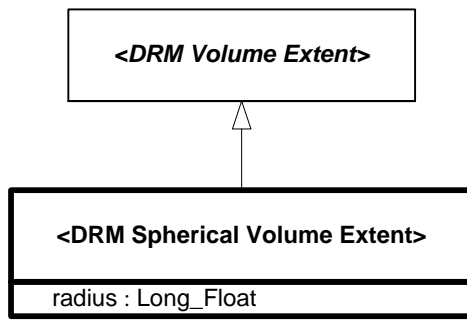 <DRM Volume Extent>
<DRM Spherical Volume Extent>
radius : Long_Float